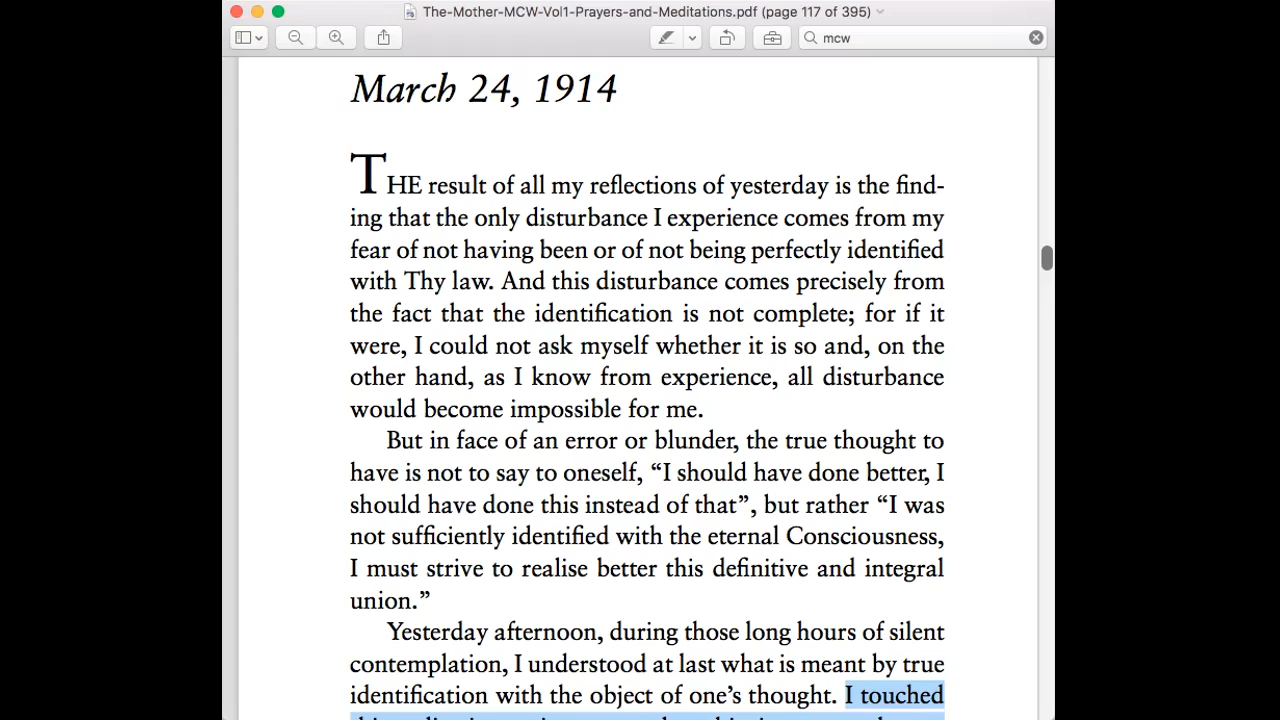 The-Mother-MCW-Vol1-Prayers-and-Meditations.pdf (page 117 of 395)
mcw
March 24, 1914
THE result of all my reflections of yesterday is the find-
ing that the only disturbance I experience comes from my
fear of not having been or of not being perfectly identified
with Thy law. And this disturbance comes precisely from
the fact that the identification is not complete; for if it
were, I could not ask myself whether it is so and, on the
other hand, as I know from experience, all disturbance
would become impossible for me.
But in face of an error or blunder, the true thought to
have is not to say to oneself, “I should have done better, I
should have done this instead of that”, but rather “I was
not sufficiently identified with the eternal Consciousness,
I must strive to realise better this definitive and integral
union.”
Yesterday afternoon, during those long hours of silent
contemplation, I understood at last what is meant by true
identification with the object of one’s thought. I touched